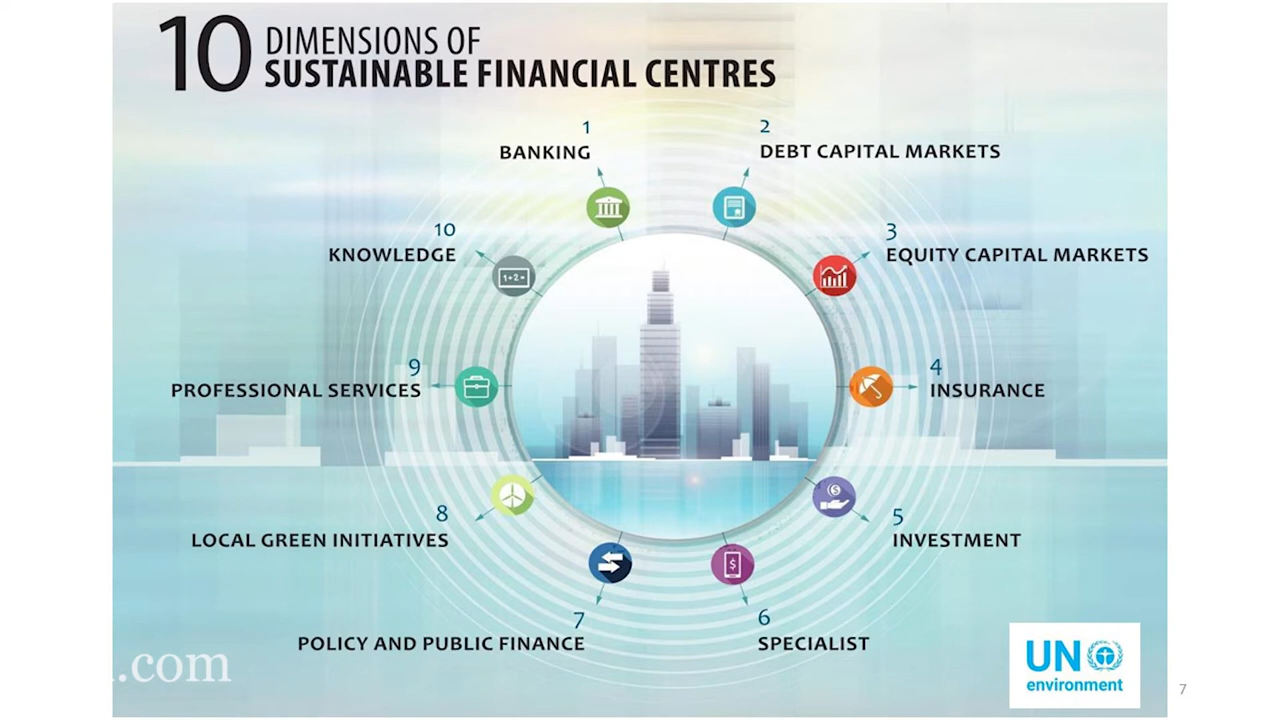 10 DIMENSIONS OF
SUSTAINABLE FINANCIAL CENTRES
1
BANKING
2
DEBT CAPITAL MARKETS
3
EQUITY CAPITAL MARKETS
4
INSURANCE
5
INVESTMENT
6
SPECIALIST
7
POLICY AND PUBLIC FINANCE
8
LOCAL GREEN INITIATIVES
9
PROFESSIONAL SERVICES
10
KNOWLEDGE
1+2=
$
$
.com
UN
environment
7